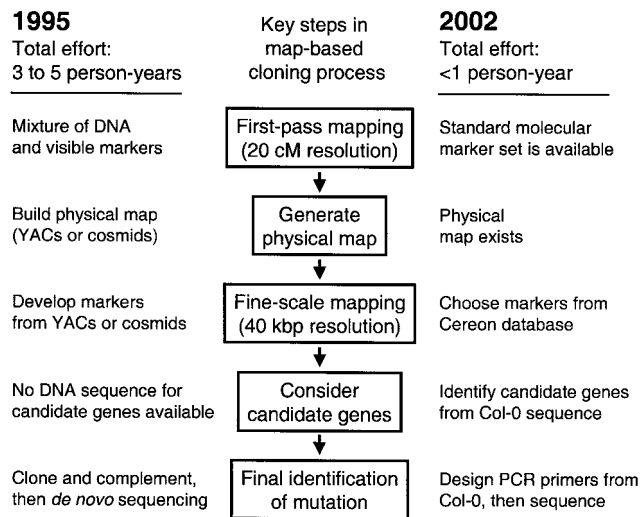 1995
Total effort:
3 to 5 person-years
Key steps in
map-based
cloning process
2002
Total effort:
<1 person-year
Mixture of DNA
and visible markers
First-pass mapping
(20 cM resolution)
Standard molecular
marker set is available
Build physical map
(YACs or cosmids)
Generate
physical map
Physical
map exists
Develop markers
from YACs or cosmids
Fine-scale mapping
(40 kbp resolution)
Choose markers from
Cereon database
No DNA sequence for
candidate genes available
Consider
candidate genes
Identify candidate genes
from Col-0 sequence
Clone and complement,
then de novo sequencing
Final identification
of mutation
Design PCR primers from
Col-0, then sequence